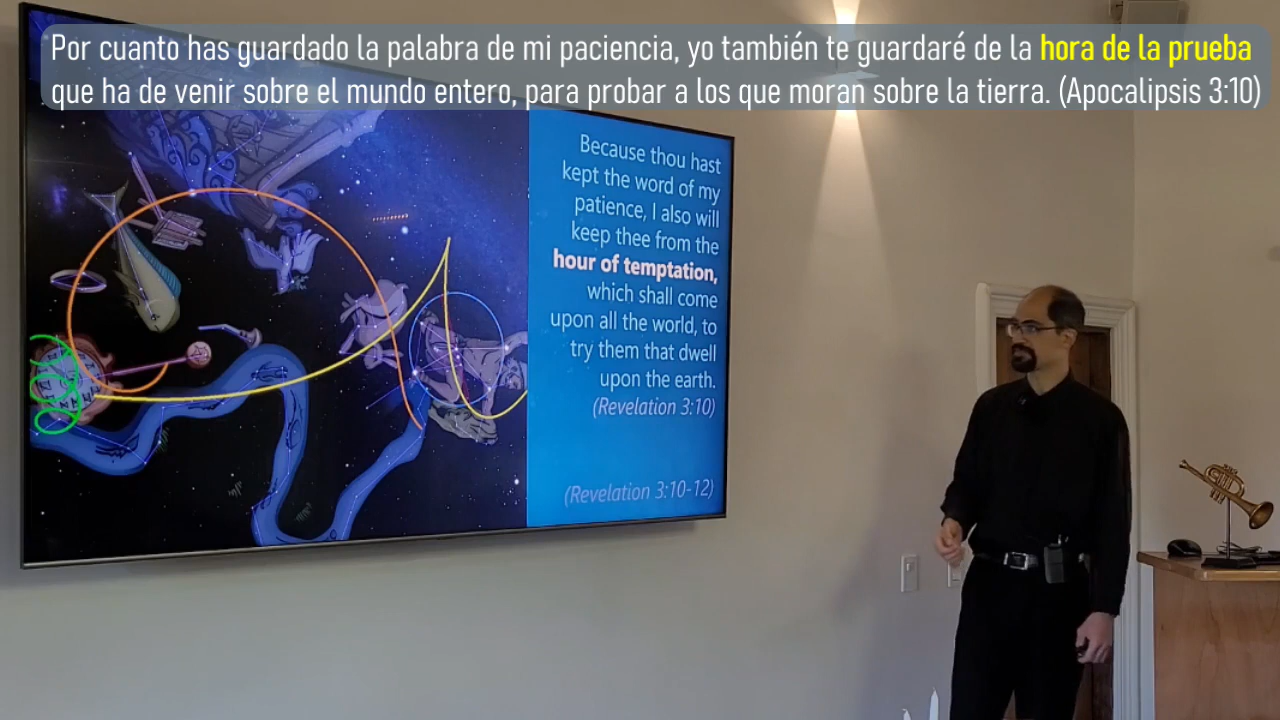 Por cuanto has guardado la palabra de mi paciencia, yo también te guardaré de la hora de la prueba
que ha de venir sobre el mundo entero, para probar a los que moran sobre la tierra. (Apocalipsis 3:10)
Because thou hast
kept the word of my
patience, I also will
keep thee from the
hour of temptation,
which shall come
upon all the world, to
try them that dwell
upon the earth.
(Revelation 3:10)
(Revelation 3:10-12)